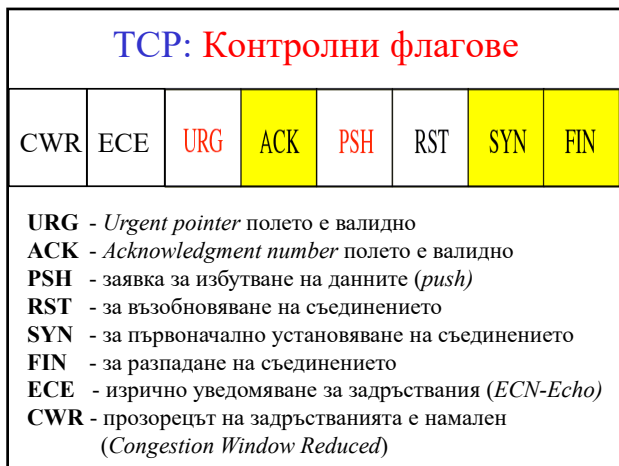 TCP: Контролни флагове
CWR ECE URG ACK PSH RST SYN FIN
URG - Urgent pointer полето е валидно
ACK - Acknowledgment number полето е валидно
PSH - заявка за избутване на данните (push)
RST - за възобновяване на съединението
SYN - за първоначално установяване на съединението
FIN - за разпадане на съединението
ECE - изрично уведомяване за задръствания (ECN-Echo)
CWR - прозорецът на задръстванията е намален
(Congestion Window Reduced)